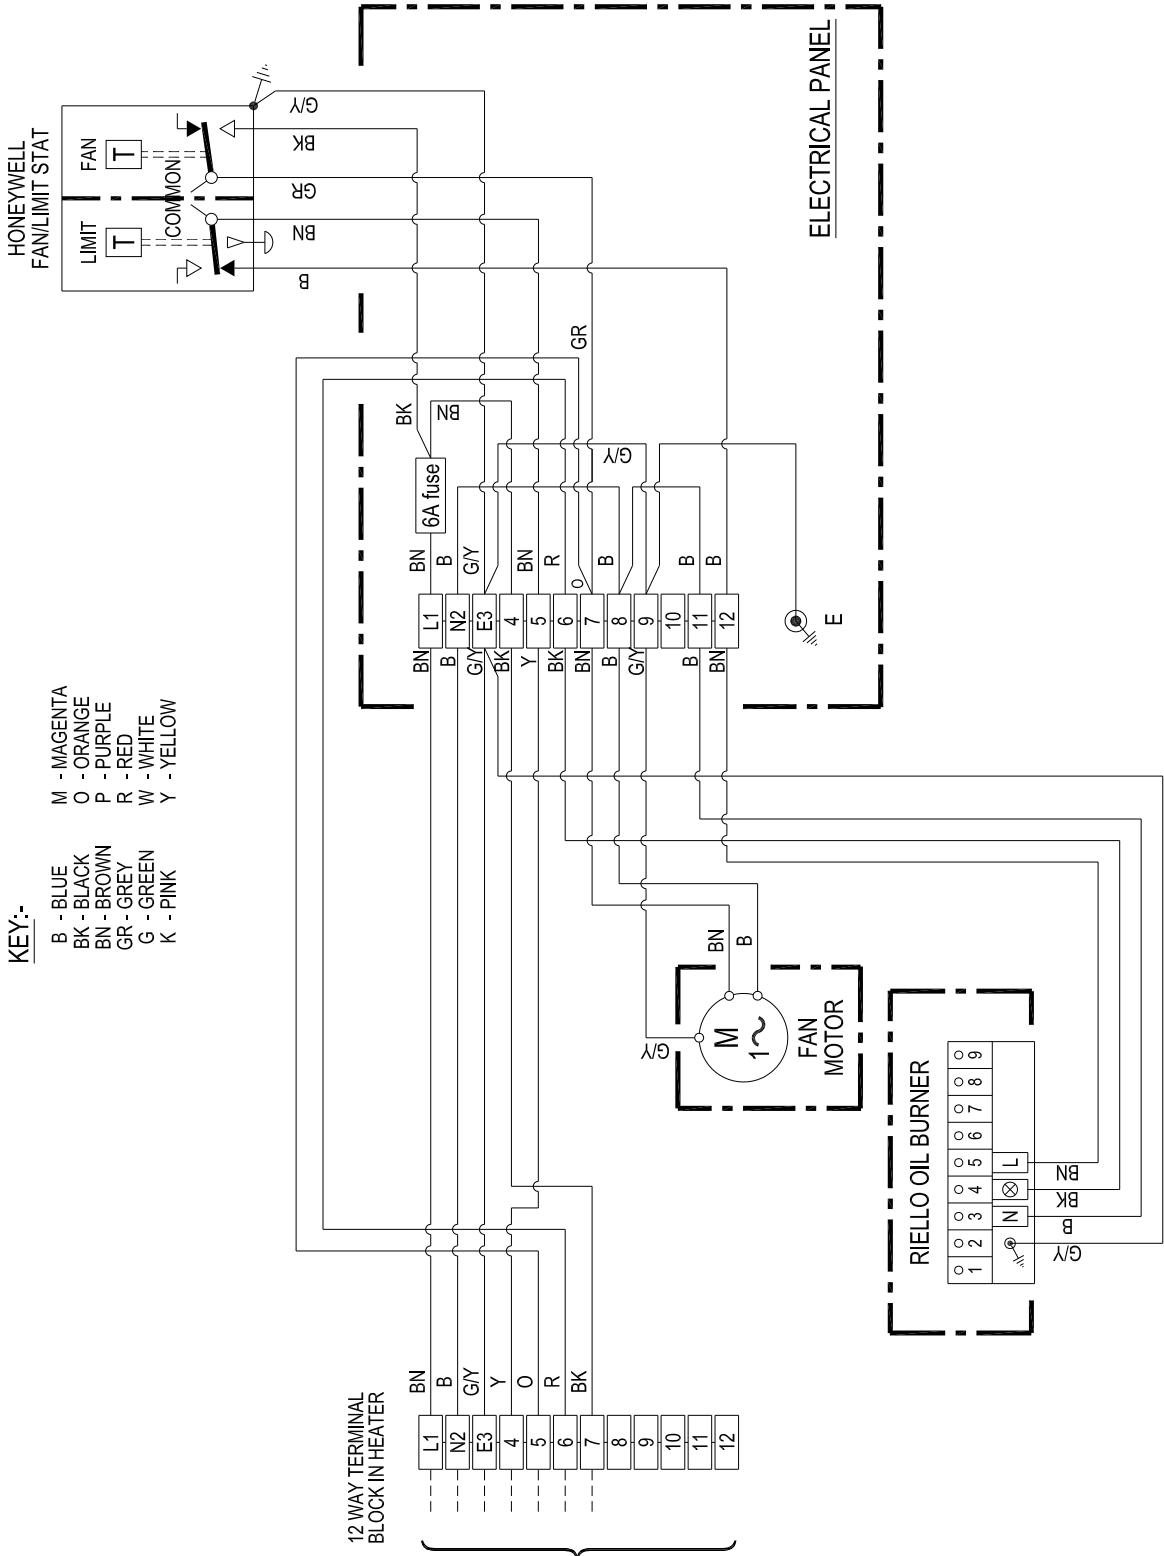 HONEYWELL
FAN/LIMIT STAT
LIMIT
FAN
T
T
COMMON
B
BN
GR
BK
G/Y
ELECTRICAL PANEL
GR
BK
BN
G/Y
6A fuse
BN
B
G/Y
BN
R
O
B
B
B
L1
N2
E3
4
5
6
7
8
9
10
11
12
BN
B
G/Y
BK
Y
BK
BN
B
G/Y
B
BN
E
KEY:-
B - BLUE
BK - BLACK
BN - BROWN
GR - GREY
G - GREEN
K - PINK
M - MAGENTA
O - ORANGE
P - PURPLE
R - RED
W - WHITE
Y - YELLOW
BN
B
G/Y
M
1~
FAN
MOTOR
RIELLO OIL BURNER
1 2 3 4 5 6 7 8 9
N
L
BN
BK
B
G/Y
12 WAY TERMINAL
BLOCK IN HEATER
BN
B
G/Y
Y
O
R
BK
L1
N2
E3
4
5
6
7
8
9
10
11
12